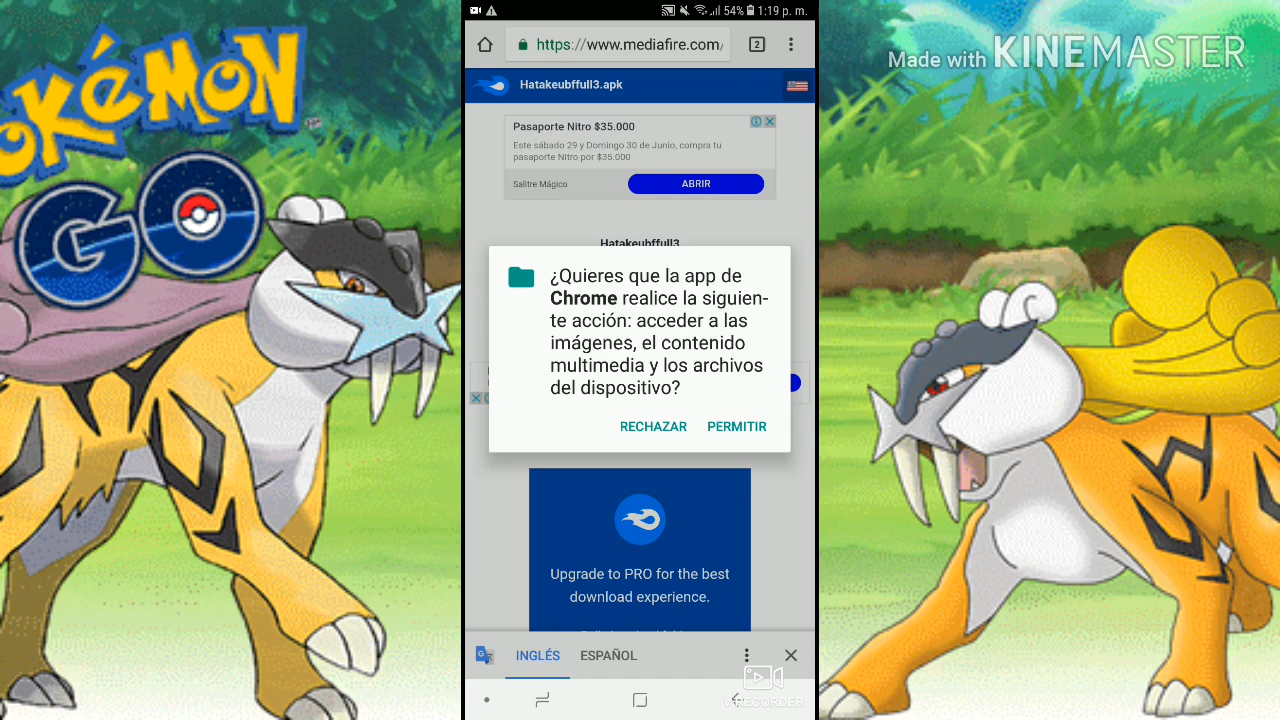 POKÉMON
GO
Made with KINEMASTER
54% 1:19 p. m.
https://www.mediafire.com/
2
Hatakeubffull3.apk
Pasaporte Nitro $35.000
Este sábado 29 y Domingo 30 de Junio, compra tu
pasaporte Nitro por $35.000
Salitre Mágico
ABRIR
Hatakeubffull3
¿Quieres que la app de
Chrome realice la siguien-
te acción: acceder a las
imágenes, el contenido
multimedia y los archivos
del dispositivo?
RECHAZAR PERMITIR
Upgrade to PRO for the best
download experience.
INGLÉS ESPAÑOL
V RECORDER